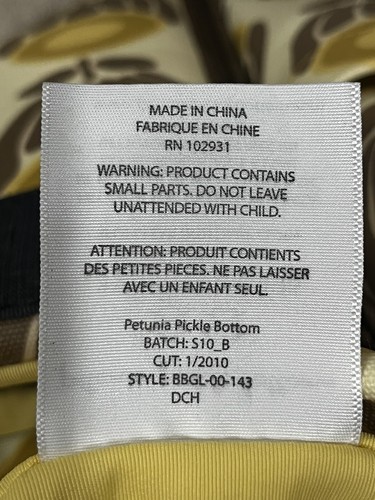 MADE IN CHINA
FABRIQUE EN CHINE
RN 102931
WARNING: PRODUCT CONTAINS
SMALL PARTS. DO NOT LEAVE
UNATTENDED WITH CHILD.
ATTENTION: PRODUIT CONTIENTS
DES PETITES PIECES. NE PAS LAISSER
AVEC UN ENFANT SEUL.
Petunia Pickle Bottom
BATCH: S10_B
CUT: 1/2010
STYLE: BBGL-00-143
DCH